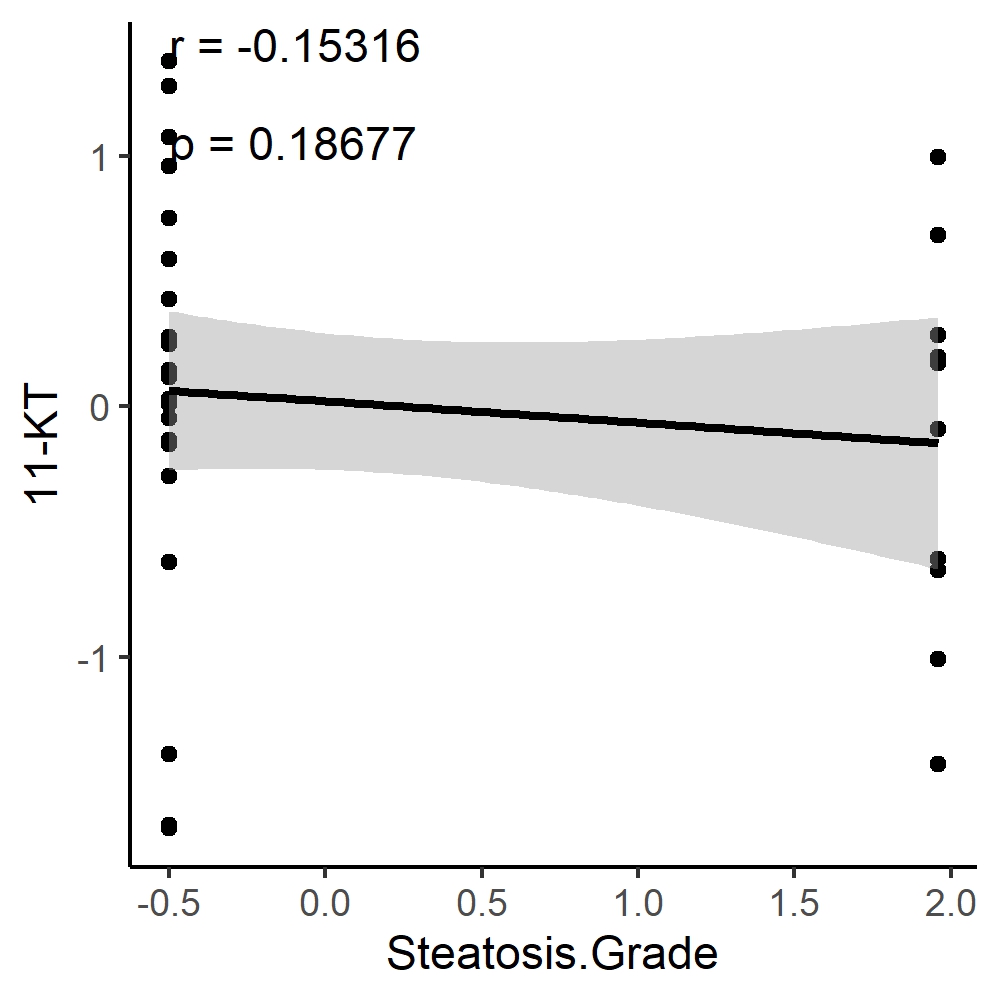 r = -0.15316
p = 0.18677
1
0
-1
11-KT
-0.5 0.0 0.5 1.0 1.5 2.0
Steatosis.Grade